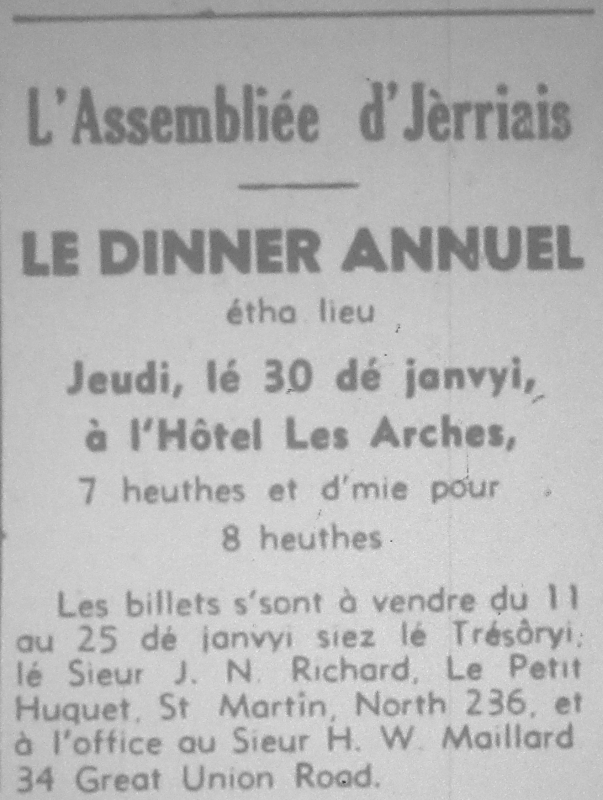 L'Assembliée d'Jèrriais
LE DINNER ANNUEL
étha lieu
Jeudi, lé 30 dé janvyi,
à l'Hôtel Les Arches,
7 heuthes et d'mie pour
8 heuthes
Les billets s'sont à vendre du 11
au 25 dé janvyi siez lé Trésôryi,
lé Sieur J. N. Richard, Le Petit
Huquet, St Martin, North 236, et
à l'office au Sieur H. W. Maillard
34 Great Union Road.